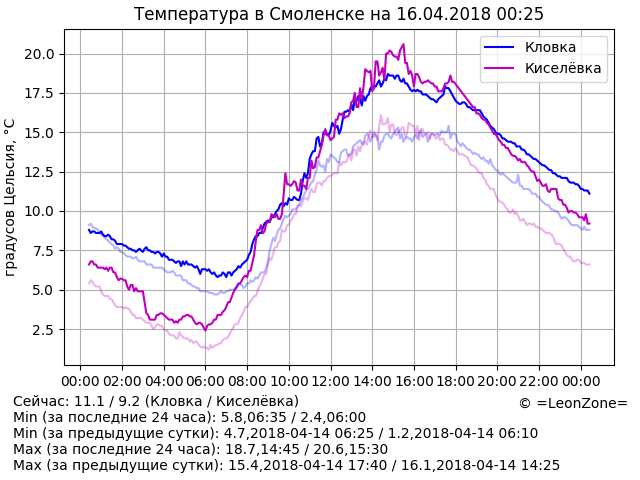 Температура в Смоленске на 16.04.2018 00:25
градусов Цельсия, °C
20.0
17.5
15.0
12.5
10.0
7.5
5.0
2.5
Кловка
Киселёвка
00:00 02:00 04:00 06:00 08:00 10:00 12:00 14:00 16:00 18:00 20:00 22:00 00:00
Сейчас: 11.1 / 9.2 (Кловка / Киселёвка)
© =LeonZone=
Min (за последние 24 часа): 5.8,06:35 / 2.4,06:00
Min (за предыдущие сутки): 4.7,2018-04-14 06:25 / 1.2,2018-04-14 06:10
Max (за последние 24 часа): 18.7,14:45 / 20.6,15:30
Max (за предыдущие сутки): 15.4,2018-04-14 17:40 / 16.1,2018-04-14 14:25